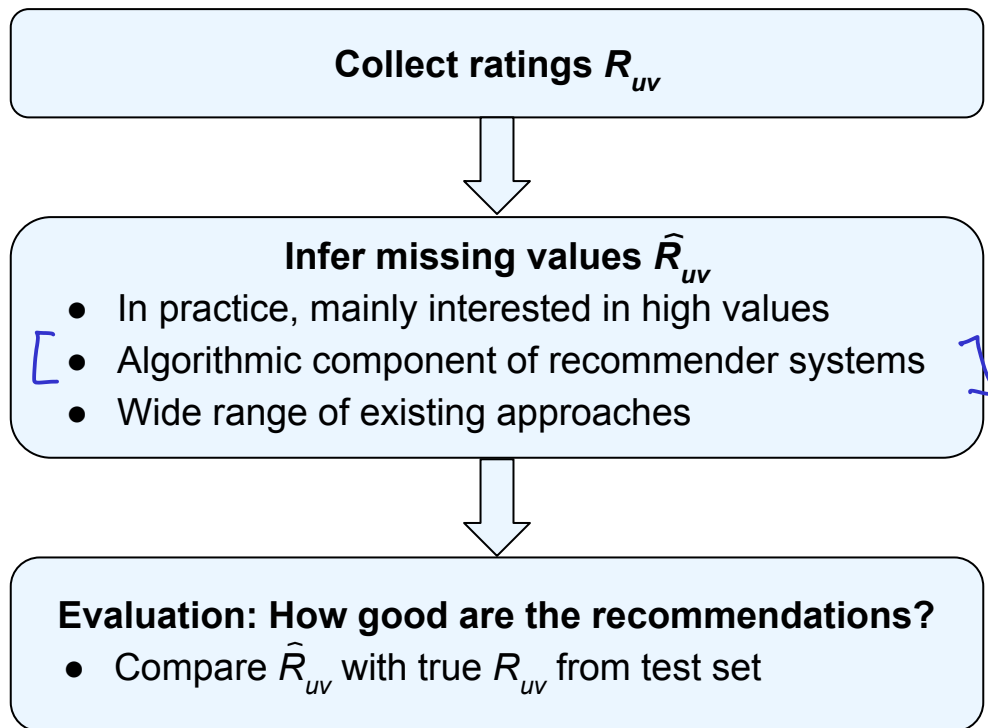 Collect ratings R_uv
Infer missing values R̂_uv
● In practice, mainly interested in high values
● Algorithmic component of recommender systems
● Wide range of existing approaches
Evaluation: How good are the recommendations?
● Compare R̂_uv with true R_uv from test set